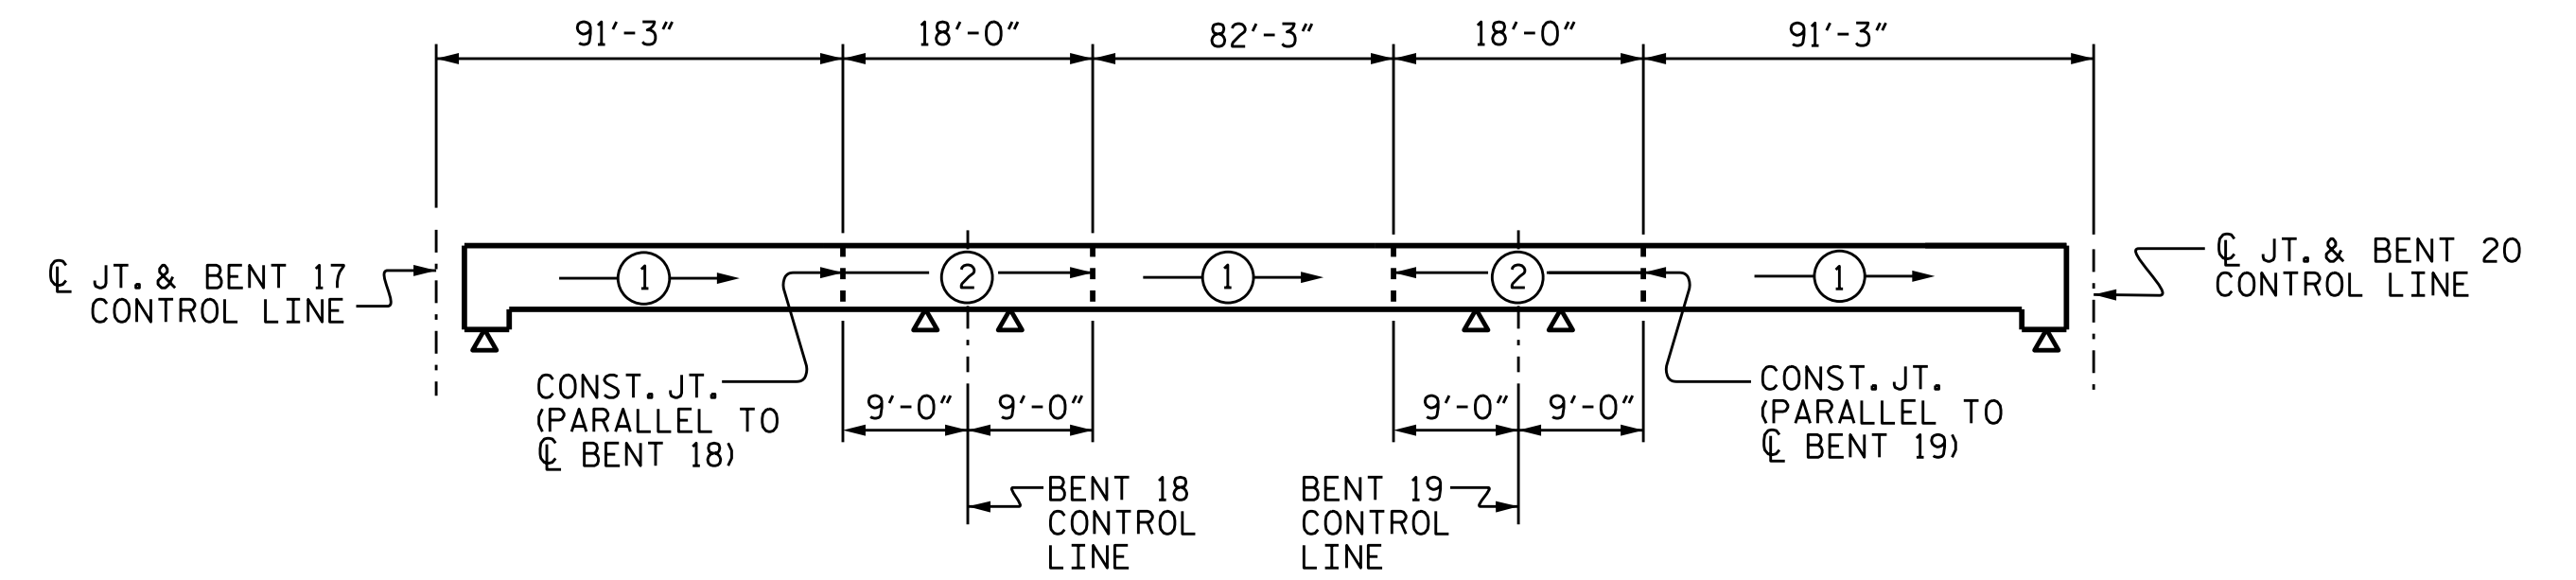 91'-3"
18'-0"
82'-3"
18'-0"
91'-3"
℄ JT. & BENT 17
CONTROL LINE
1
2
1
2
1
℄ JT. & BENT 20
CONTROL LINE
CONST. JT.
(PARALLEL TO
℄ BENT 18)
9'-0"
9'-0"
9'-0"
9'-0"
CONST. JT.
(PARALLEL TO
℄ BENT 19)
BENT 18
CONTROL
LINE
BENT 19
CONTROL
LINE